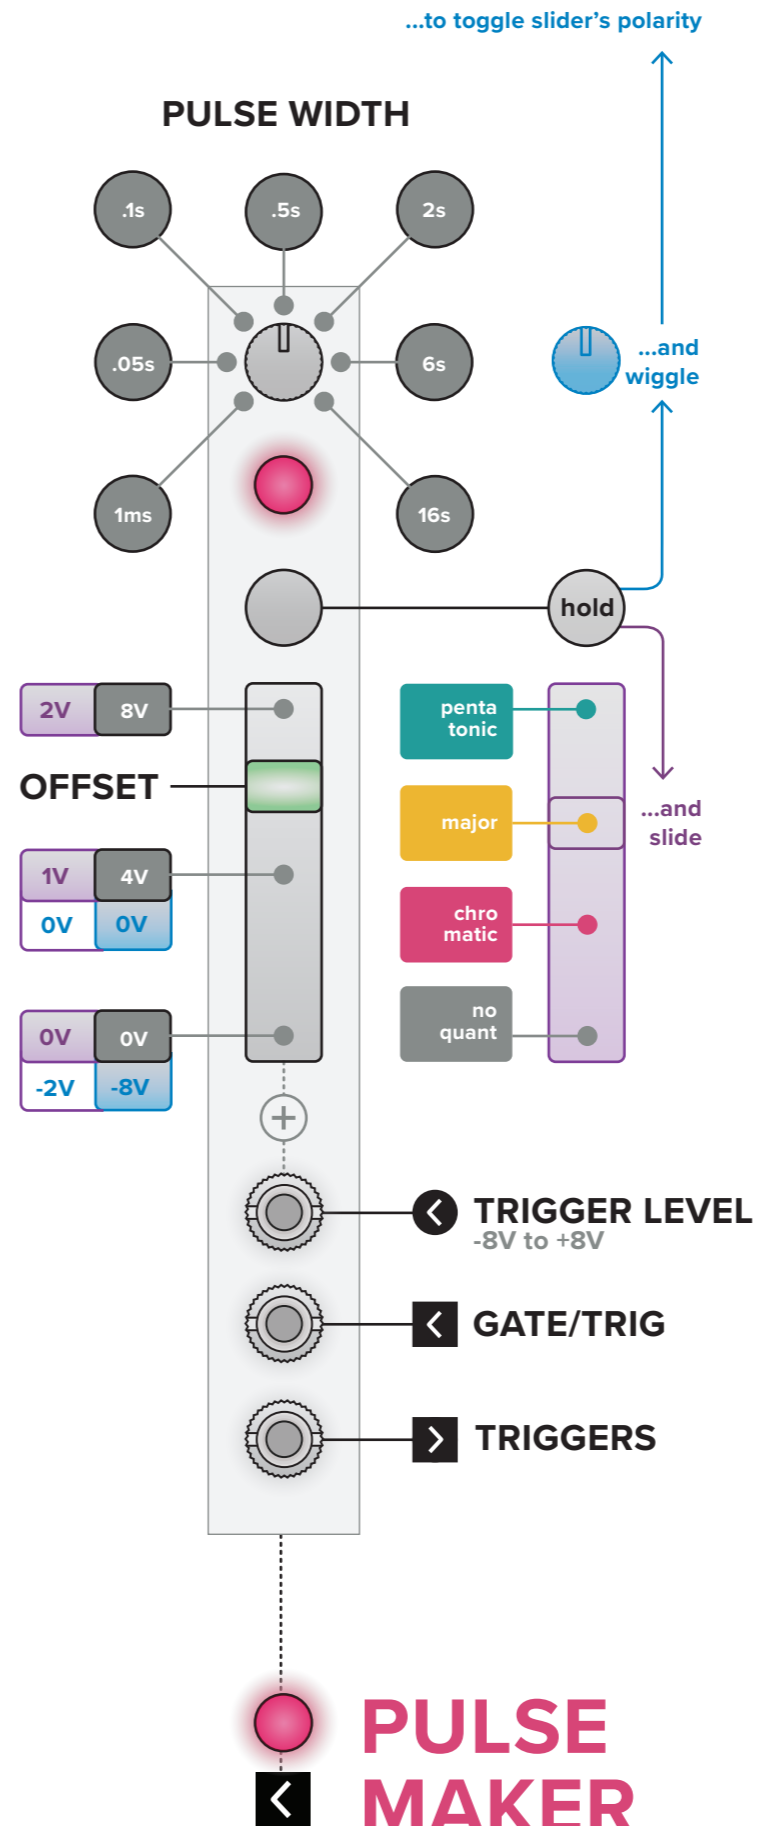 ...to toggle slider’s polarity
PULSE WIDTH
.1s
.5s
2s
.05s
6s
...and
wiggle
1ms
16s
hold
2V 8V
OFFSET
1V 4V
0V 0V
0V 0V
-2V -8V
penta
tonic
major
chro
matic
no
quant
...and
slide
TRIGGER LEVEL
-8V to +8V
GATE/TRIG
TRIGGERS
PULSE
MAKER